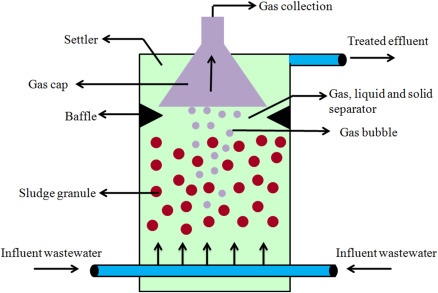 Gas collection
Settler
Treated effluent
Gas cap
Gas, liquid and solid
separator
Baffle
Gas bubble
Sludge granule
Influent wastewater
Influent wastewater